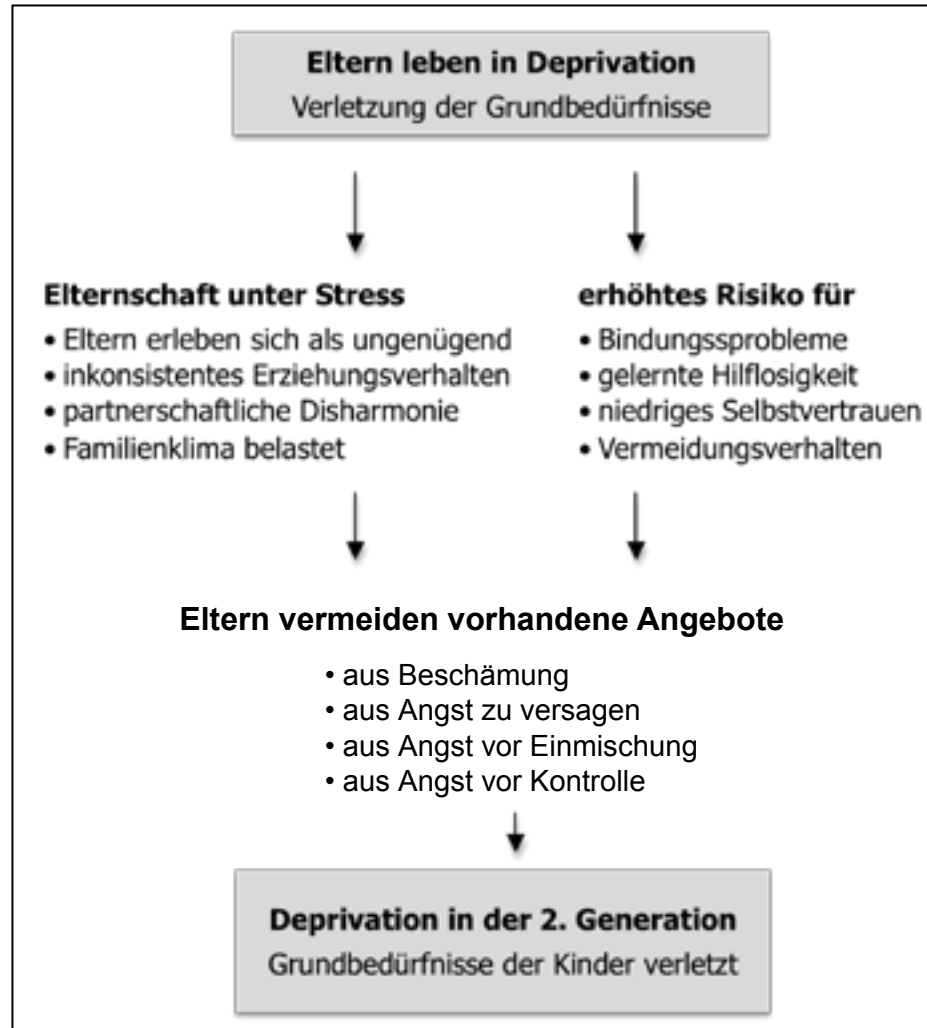 Eltern leben in Deprivation
Verletzung der Grundbedürfnisse
Elternschaft unter Stress
• Eltern erleben sich als ungenügend
• inkonsistentes Erziehungsverhalten
• partnerschaftliche Disharmonie
• Familienklima belastet
erhöhtes Risiko für
• Bindungssprobleme
• gelernte Hilflosigkeit
• niedriges Selbstvertrauen
• Vermeidungsverhalten
Eltern vermeiden vorhandene Angebote
• aus Beschämung
• aus Angst zu versagen
• aus Angst vor Einmischung
• aus Angst vor Kontrolle
Deprivation in der 2. Generation
Grundbedürfnisse der Kinder verletzt